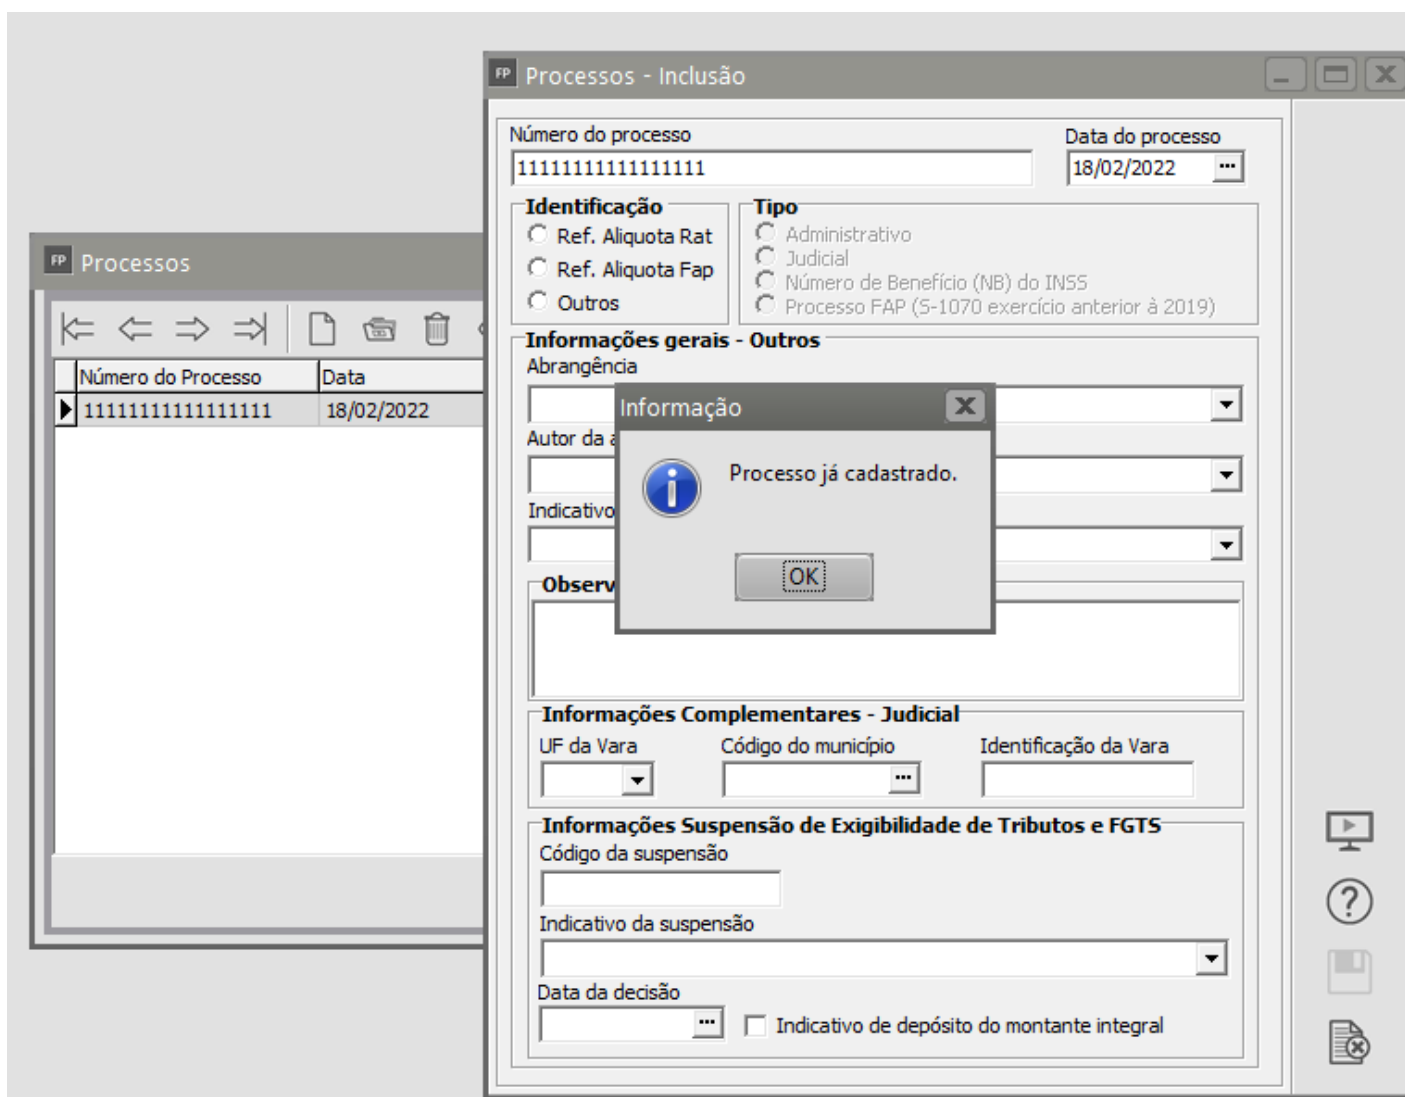 FP Processos - Inclusão
Número do processo
Data do processo
11111111111111111
18/02/2022
Identificação
Ref. Aliquota Rat
Ref. Aliquota Fap
Outros
Tipo
Administrativo
Judicial
Número de Benefício (NB) do INSS
Processo FAP (S-1070 exercício anterior à 2019)
FP Processos
Número do Processo
Data
11111111111111111
18/02/2022
Informações gerais - Outros
Abrangência
Autor da
Indicativo
Informação
Processo já cadastrado.
OK
Observ
Informações Complementares - Judicial
UF da Vara
Código do município
Identificação da Vara
Informações Suspensão de Exigibilidade de Tributos e FGTS
Código da suspensão
Indicativo da suspensão
Data da decisão
Indicativo de depósito do montante integral